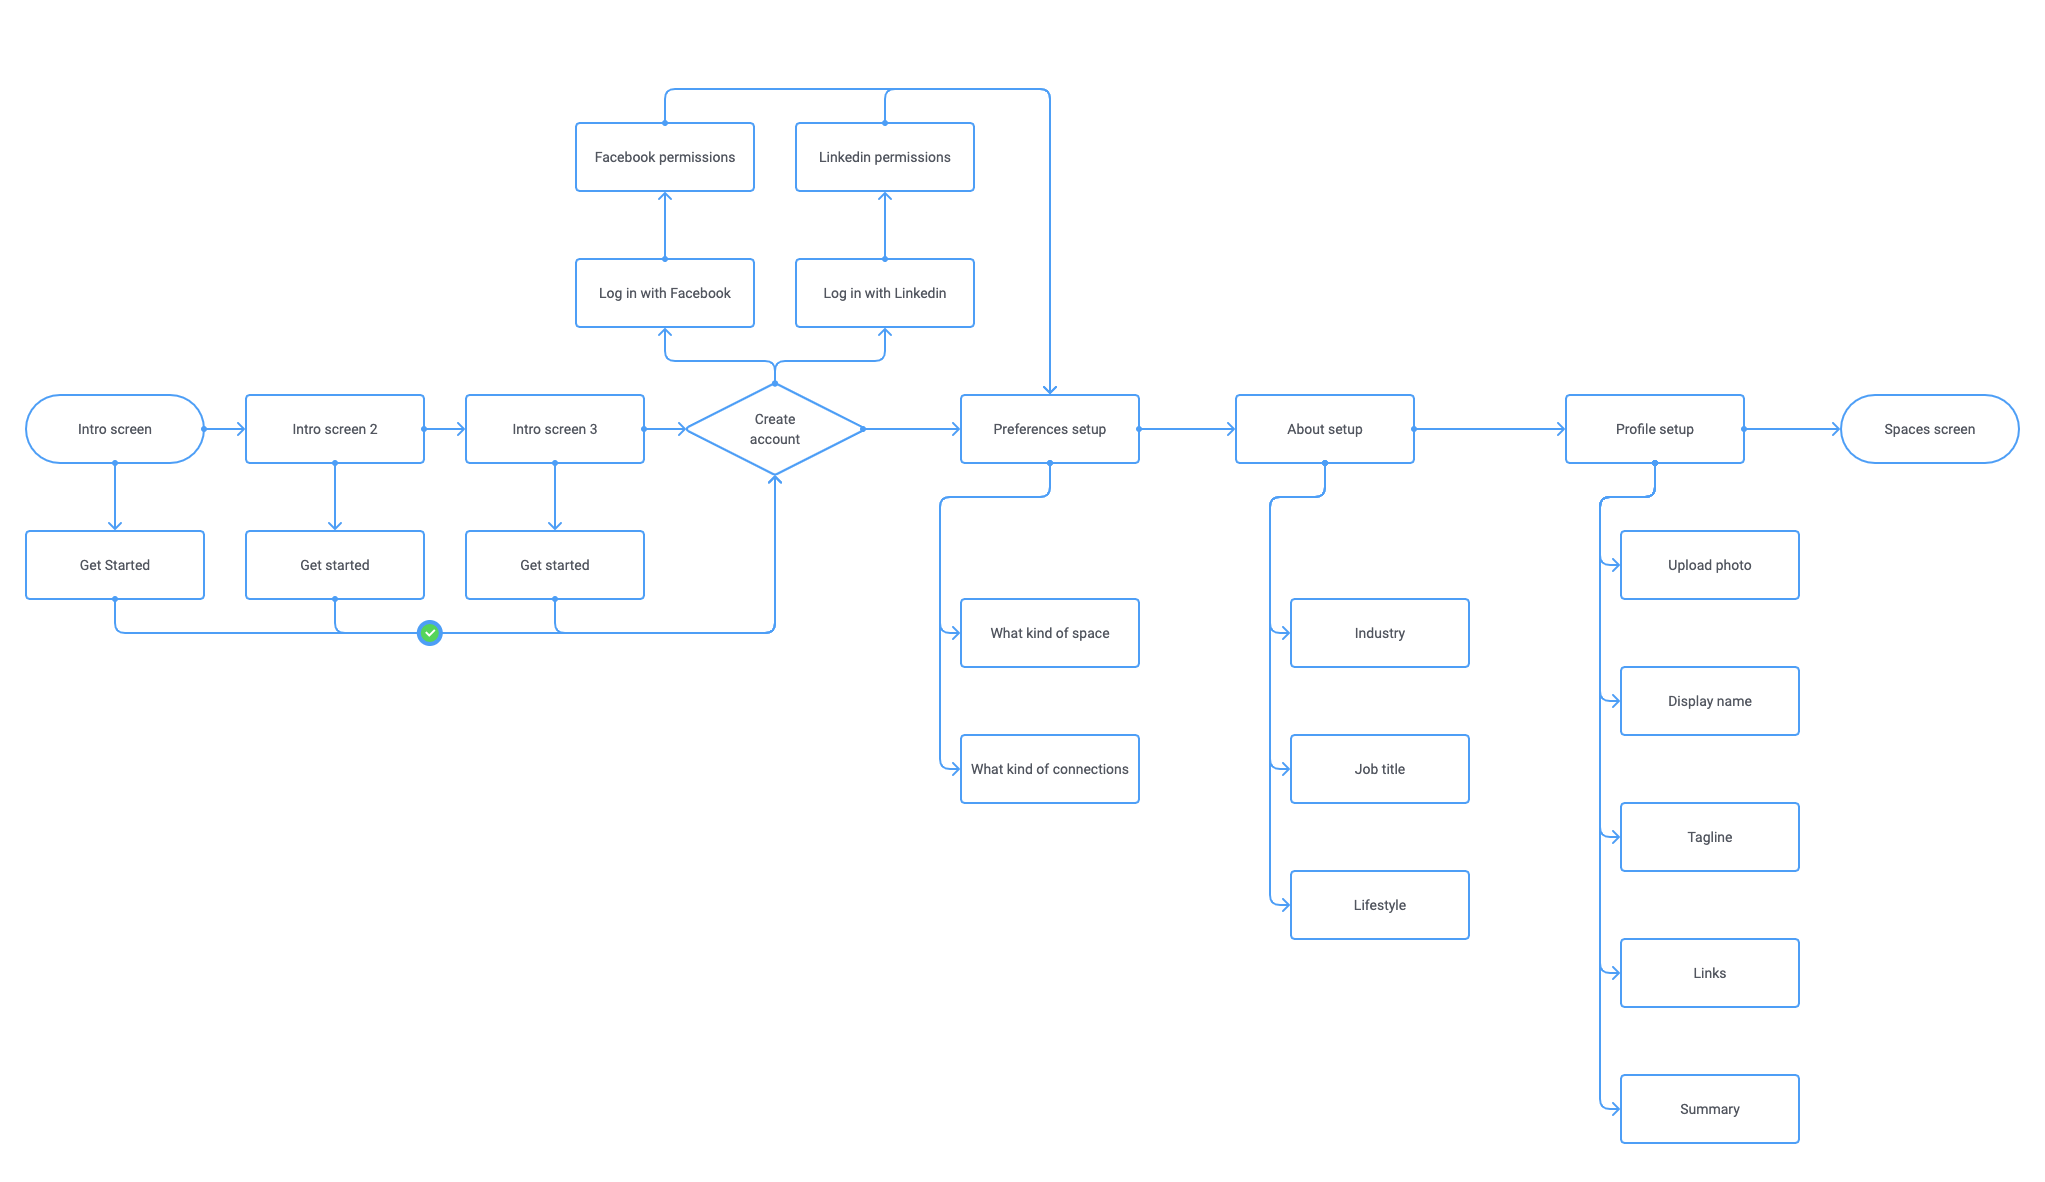 Facebook permissions
Linkedin permissions
Log in with Facebook
Log in with Linkedin
Intro screen
Intro screen 2
Intro screen 3
Create
account
Preferences setup
About setup
Profile setup
Spaces screen
Get Started
Get started
Get started
Upload photo
What kind of space
Industry
Display name
What kind of connections
Job title
Tagline
Lifestyle
Links
Summary